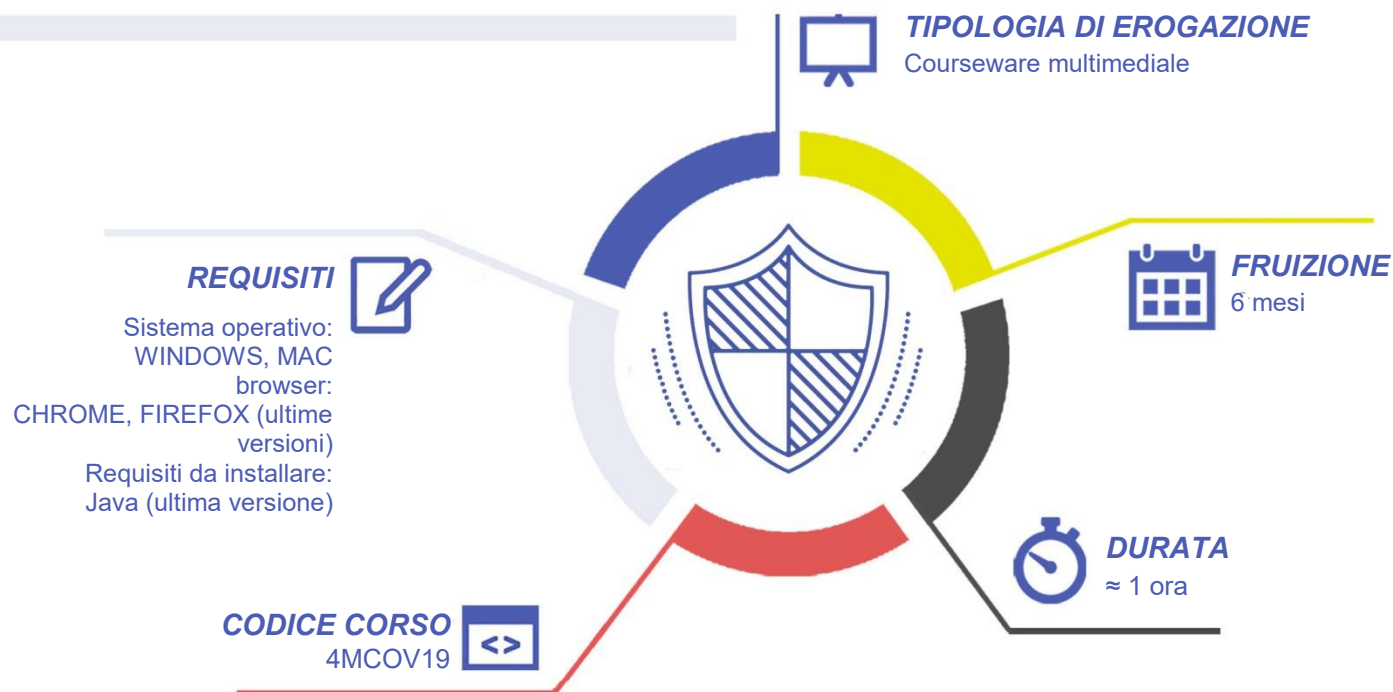 TIPOLOGIA DI EROGAZIONE
Courseware multimediale
REQUISITI
Sistema operativo:
WINDOWS, MAC
browser:
CHROME, FIREFOX (ultime
versioni)
Requisiti da installare:
Java (ultima versione)
FRUIZIONE
6 mesi
DURATA
≈ 1 ora
CODICE CORSO
4MCOV19
<>